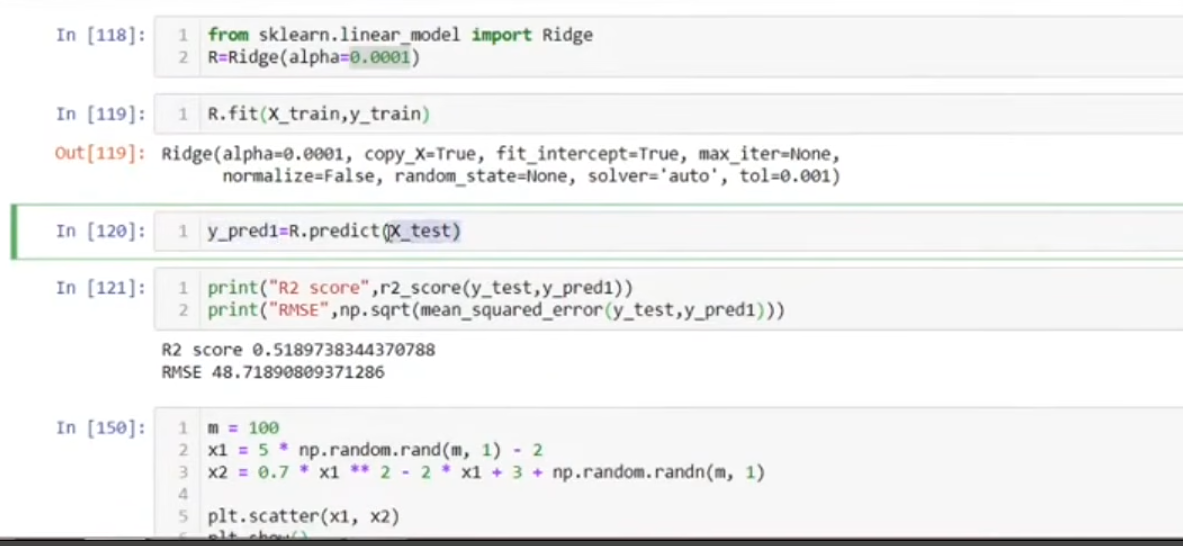 In [118]: 1 from sklearn.linear_model import Ridge
2 R=Ridge(alpha=0.0001)
In [119]: 1 R.fit(X_train,y_train)
Out[119]: Ridge(alpha=0.0001, copy_X=True, fit_intercept=True, max_iter=None,
normalize=False, random_state=None, solver='auto', tol=0.001)
In [120]: 1 y_pred1=R.predict(X_test)
In [121]: 1 print("R2 score",r2_score(y_test,y_pred1))
2 print("RMSE",np.sqrt(mean_squared_error(y_test,y_pred1)))
R2 score 0.5189738344370788
RMSE 48.71890809371286
In [150]: 1 m = 100
2 x1 = 5 * np.random.rand(m, 1) - 2
3 x2 = 0.7 * x1 ** 2 - 2 * x1 + 3 + np.random.randn(m, 1)
4
5 plt.scatter(x1, x2)
6 plt.show()